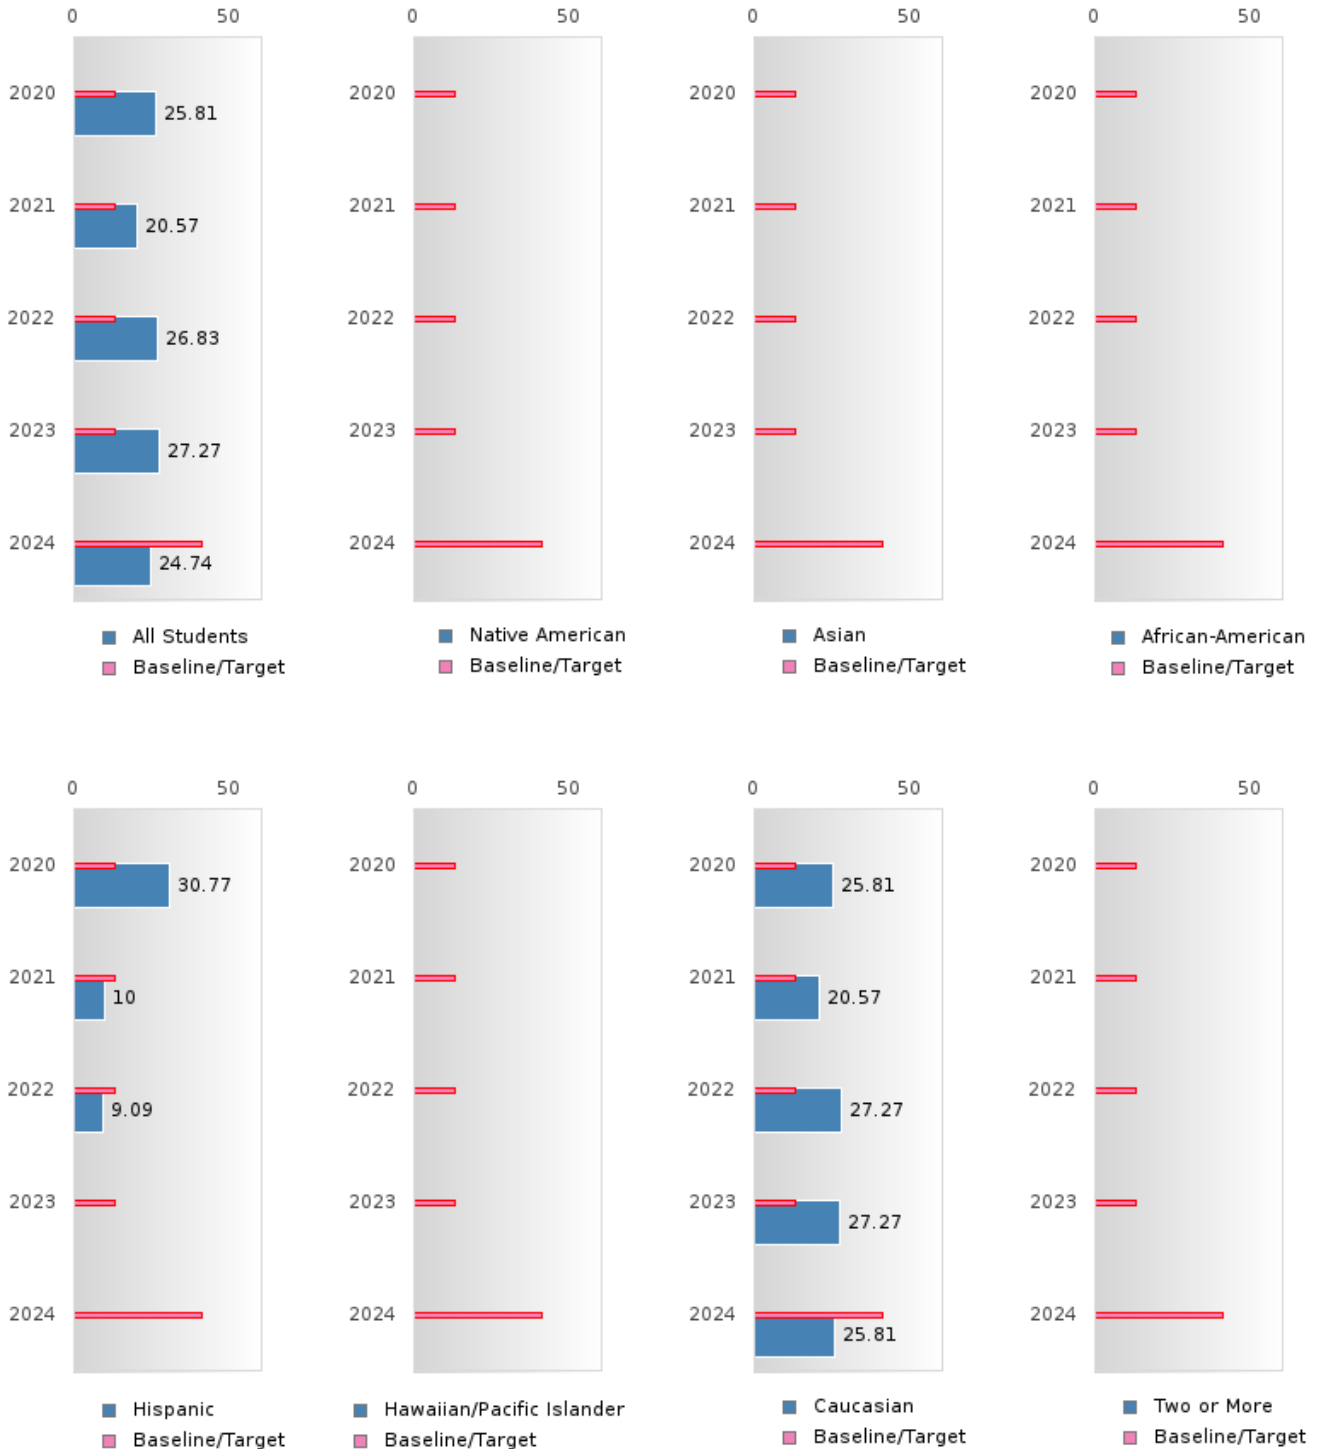 0 50 0 50 0 50 0 50
2020 25.81 2020 2020 2020
2021 20.57 2021 2021 2021
2022 26.83 2022 2022 2022
2023 27.27 2023 2023 2023
2024 24.74 2024 2024 2024
All Students Native American Asian African-American
Baseline/Target Baseline/Target Baseline/Target Baseline/Target
0 50 0 50 0 50 0 50
2020 30.77 2020 2020 25.81 2020
2021 10 2021 2021 20.57 2021
2022 9.09 2022 2022 27.27 2022
2023 2023 2023 27.27 2023
2024 2024 2024 25.81 2024
Hispanic Hawaiian/Pacific Islander Caucasian Two or More
Baseline/Target Baseline/Target Baseline/Target Baseline/Target